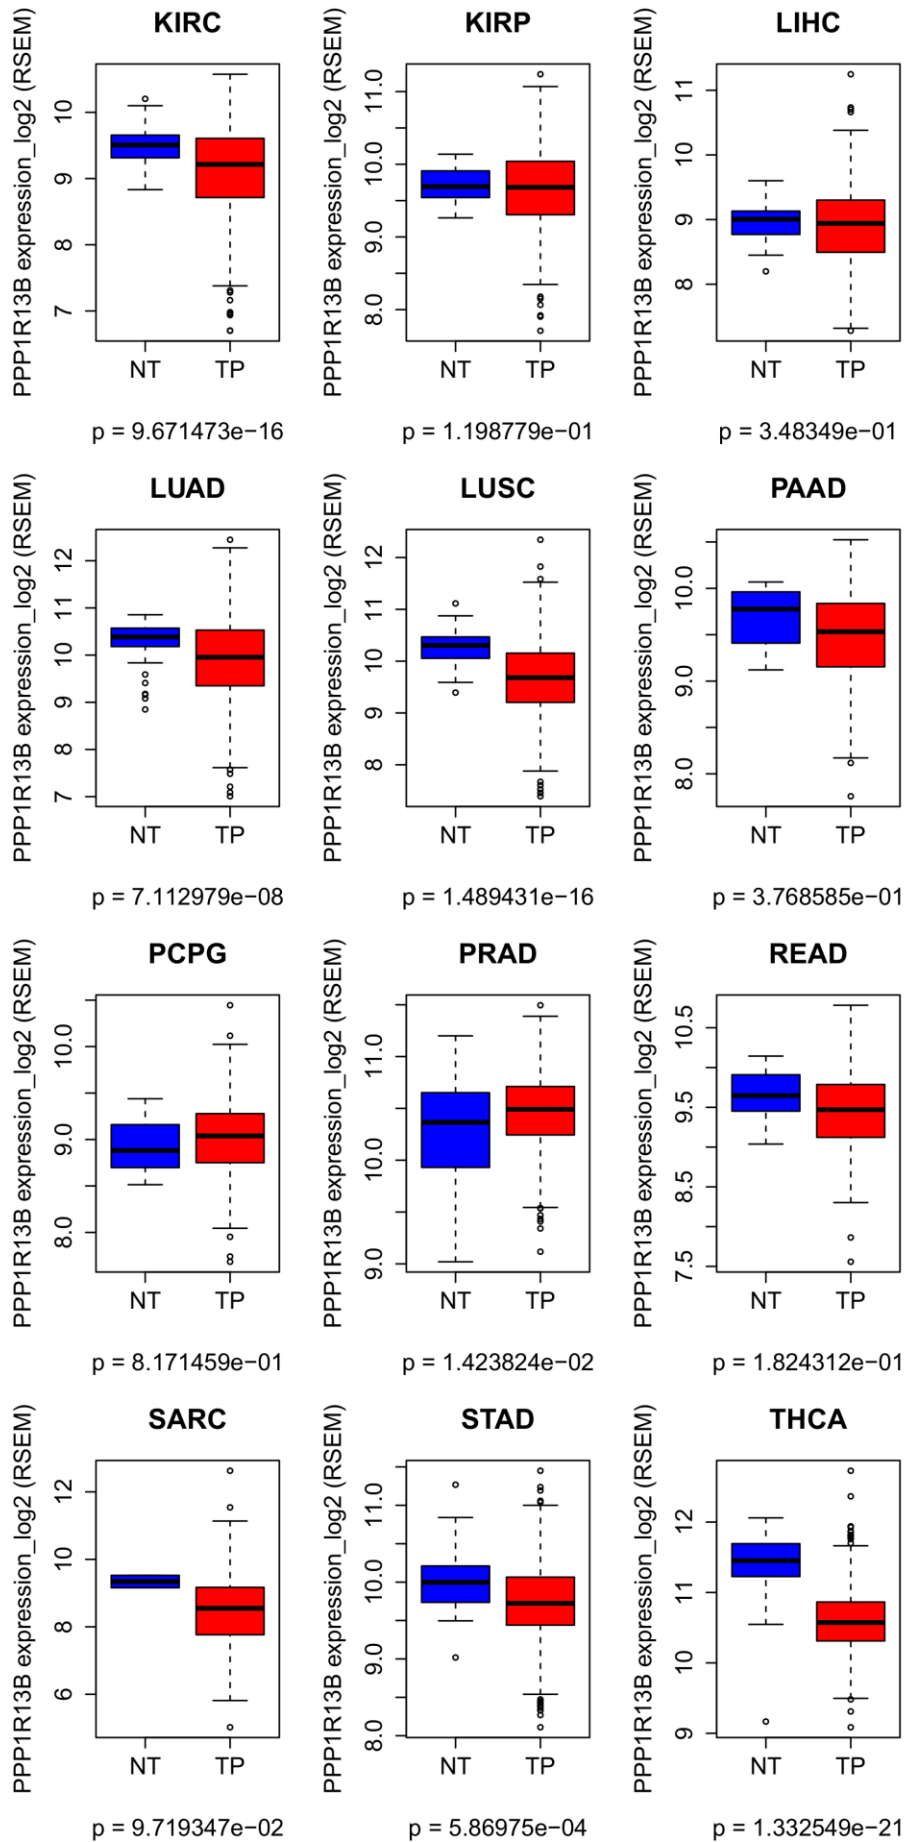 KIRC
PPP1R13B expression_log2 (RSEM)
10
9
8
7
NT TP
p = 9.671473e−16
KIRP
PPP1R13B expression_log2 (RSEM)
11.0
10.0
9.0
8.0
NT TP
p = 1.198779e−01
LIHC
PPP1R13B expression_log2 (RSEM)
11
10
9
8
NT TP
p = 3.48349e−01
LUAD
PPP1R13B expression_log2 (RSEM)
12
11
10
9
8
7
NT TP
p = 7.112979e−08
LUSC
PPP1R13B expression_log2 (RSEM)
12
11
10
9
8
NT TP
p = 1.489431e−16
PAAD
PPP1R13B expression_log2 (RSEM)
10.0
9.0
8.0
NT TP
p = 3.768585e−01
PCPG
PPP1R13B expression_log2 (RSEM)
10.0
9.0
8.0
NT TP
p = 8.171459e−01
PRAD
PPP1R13B expression_log2 (RSEM)
11.0
10.0
9.0
NT TP
p = 1.423824e−02
READ
PPP1R13B expression_log2 (RSEM)
10.5
9.5
8.5
7.5
NT TP
p = 1.824312e−01
SARC
PPP1R13B expression_log2 (RSEM)
12
10
8
6
NT TP
p = 9.719347e−02
STAD
PPP1R13B expression_log2 (RSEM)
11.0
10.0
9.0
8.0
NT TP
p = 5.86975e−04
THCA
PPP1R13B expression_log2 (RSEM)
12
11
10
9
NT TP
p = 1.332549e−21